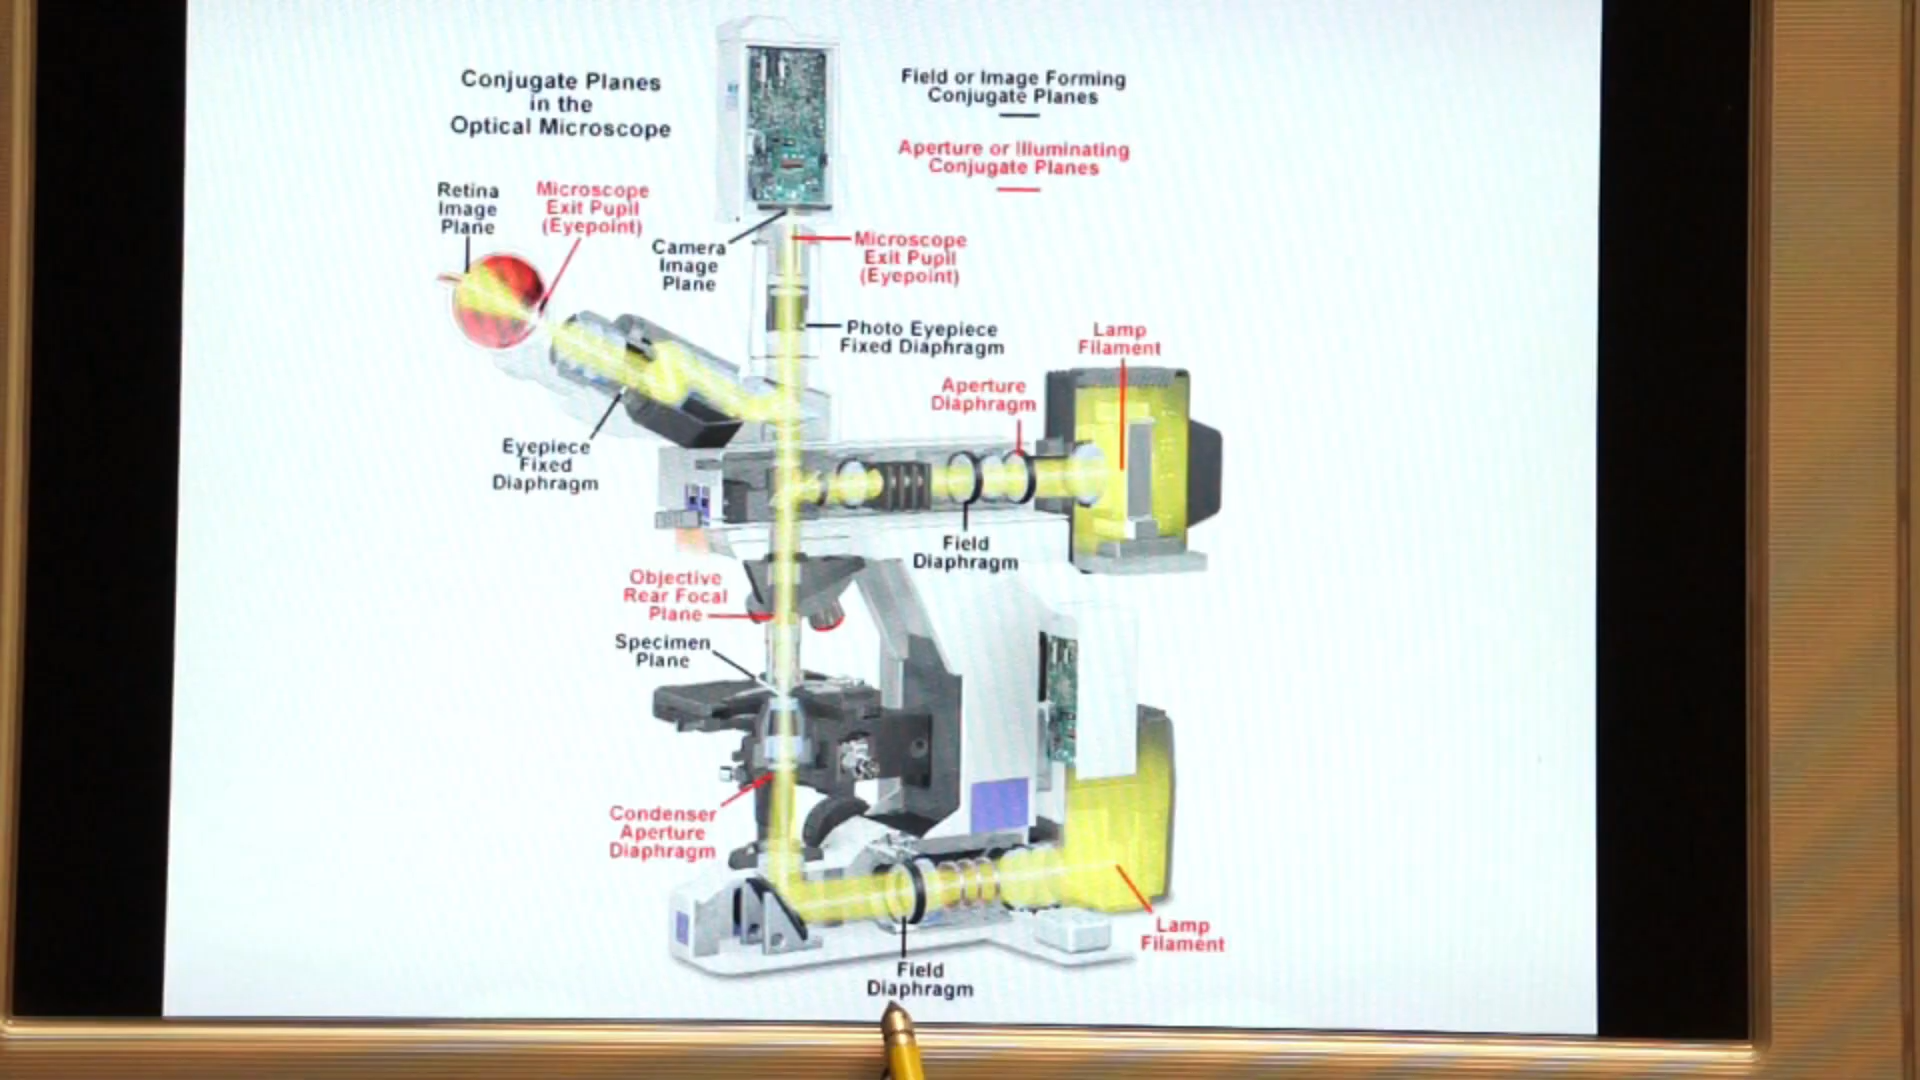 Conjugate Planes
in the
Optical Microscope
Field or Image Forming
Conjugate Planes
Aperture or Illuminating
Conjugate Planes
Retina
Image
Plane
Microscope
Exit Pupil
(Eyepoint)
Camera
Image
Plane
Microscope
Exit Pupil
(Eyepoint)
Photo Eyepiece
Fixed Diaphragm
Lamp
Filament
Aperture
Diaphragm
Eyepiece
Fixed
Diaphragm
Field
Diaphragm
Objective
Rear Focal
Plane
Specimen
Plane
Condenser
Aperture
Diaphragm
Lamp
Filament
Field
Diaphragm